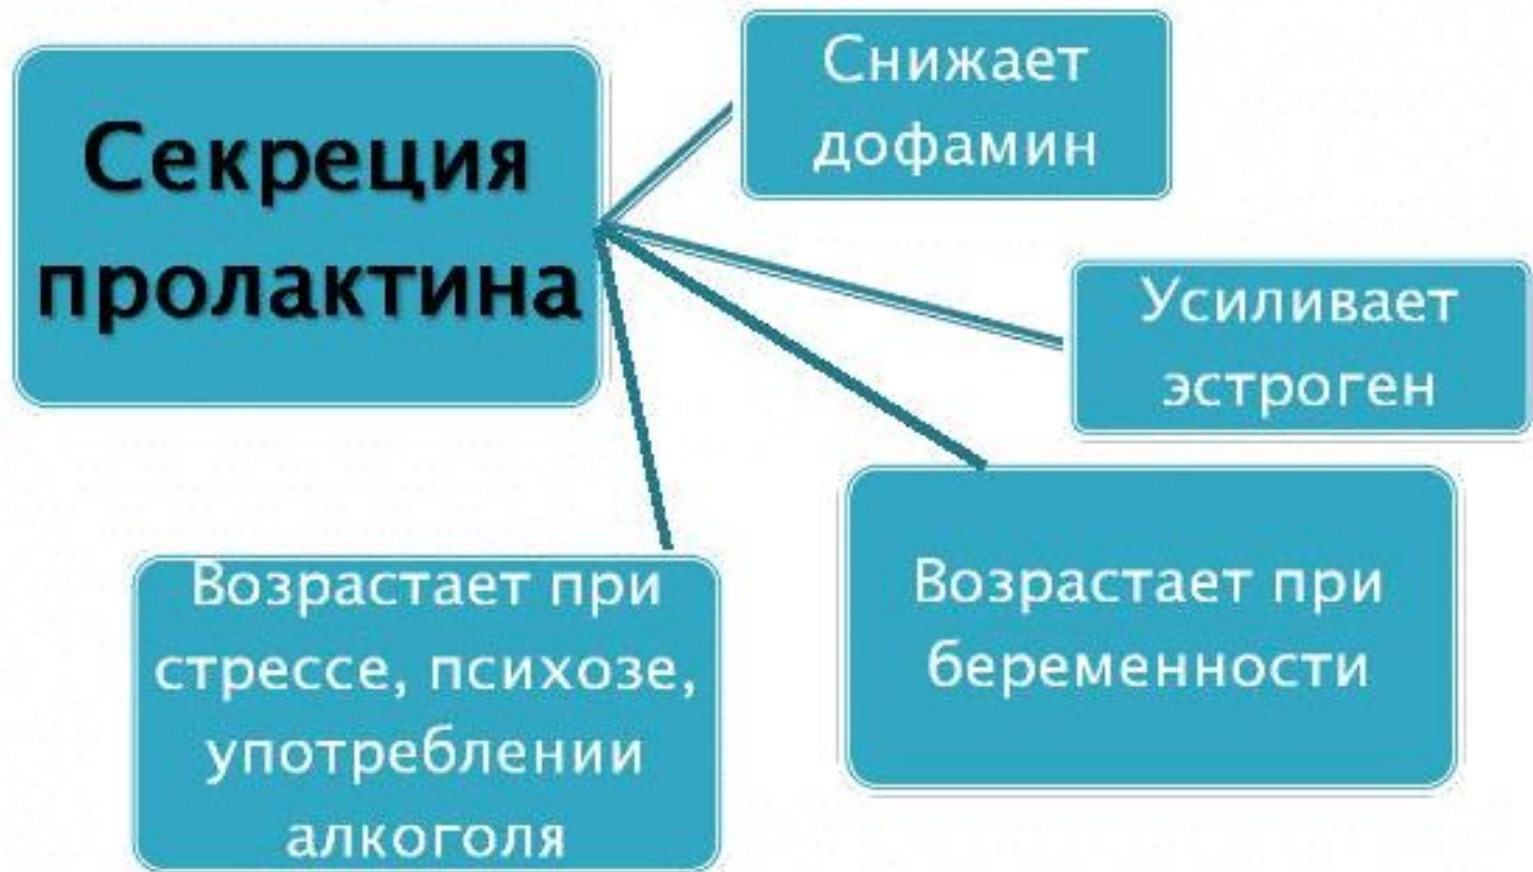 Секреция
пролактина
Снижает
дофамин
Усиливает
эстроген
Возрастает при
беременности
Возрастает при
стрессе, психозе,
употреблении
алкоголя